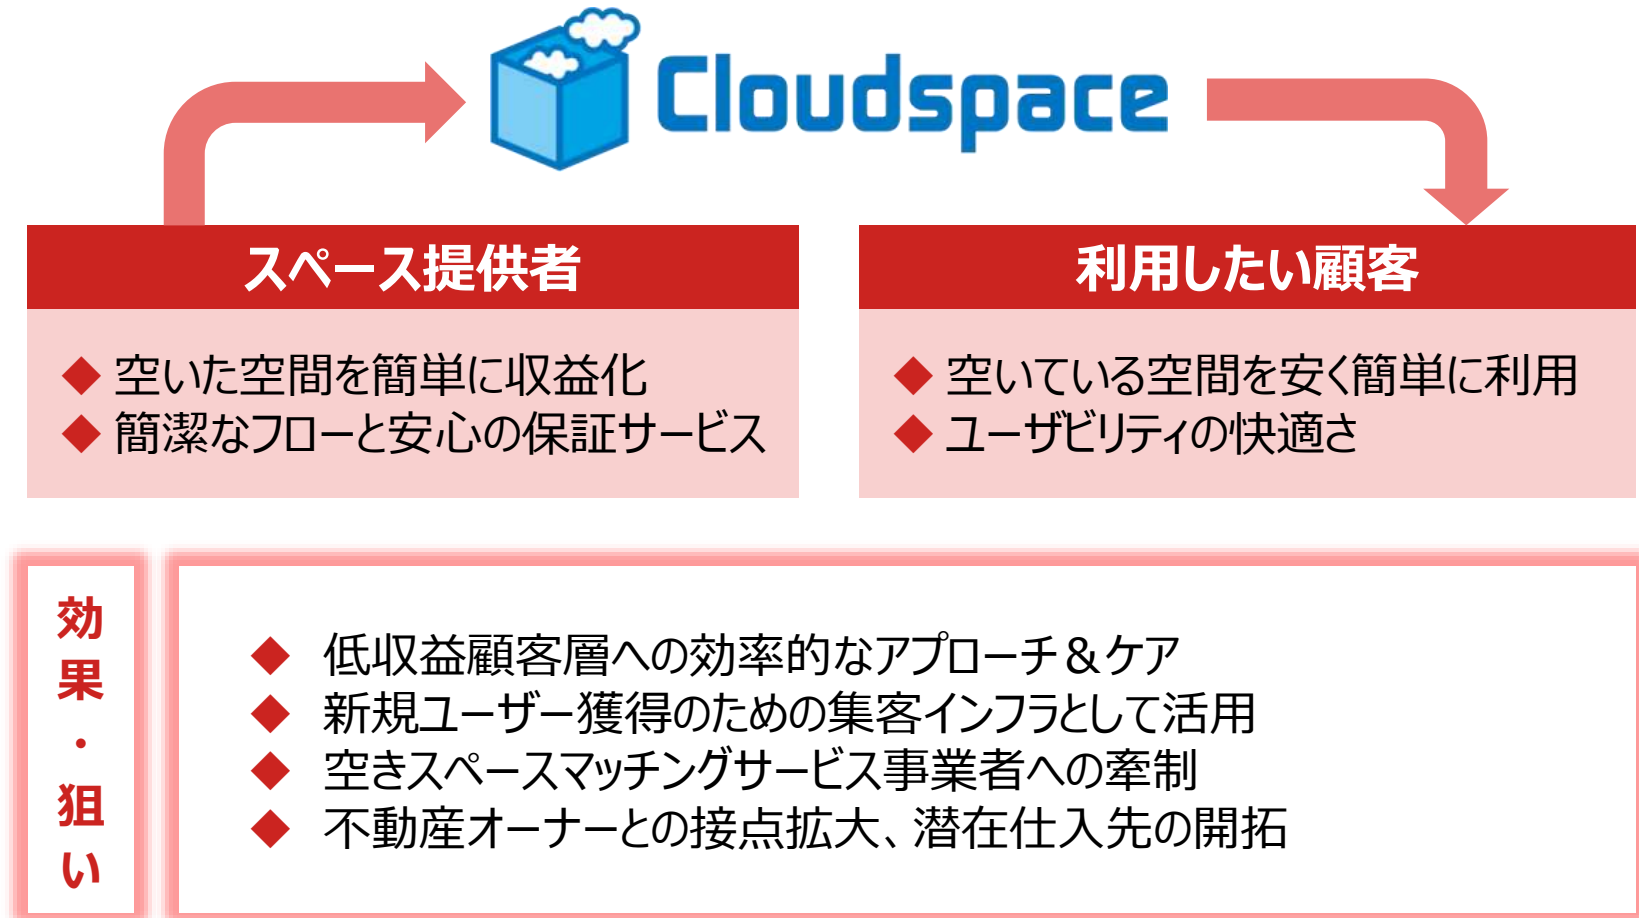 Cloudspace
スペース提供者
◆ 空いた空間を簡単に収益化
◆ 簡潔なフローと安心の保証サービス
利用したい顧客
◆ 空いている空間を安く簡単に利用
◆ ユーザビリティの快適さ
効果・狙い
◆ 低収益顧客層への効率的なアプローチ＆ケア
◆ 新規ユーザー獲得のための集客インフラとして活用
◆ 空きスペースマッチングサービス事業者への牽制
◆ 不動産オーナーとの接点拡大、潜在仕入先の開拓